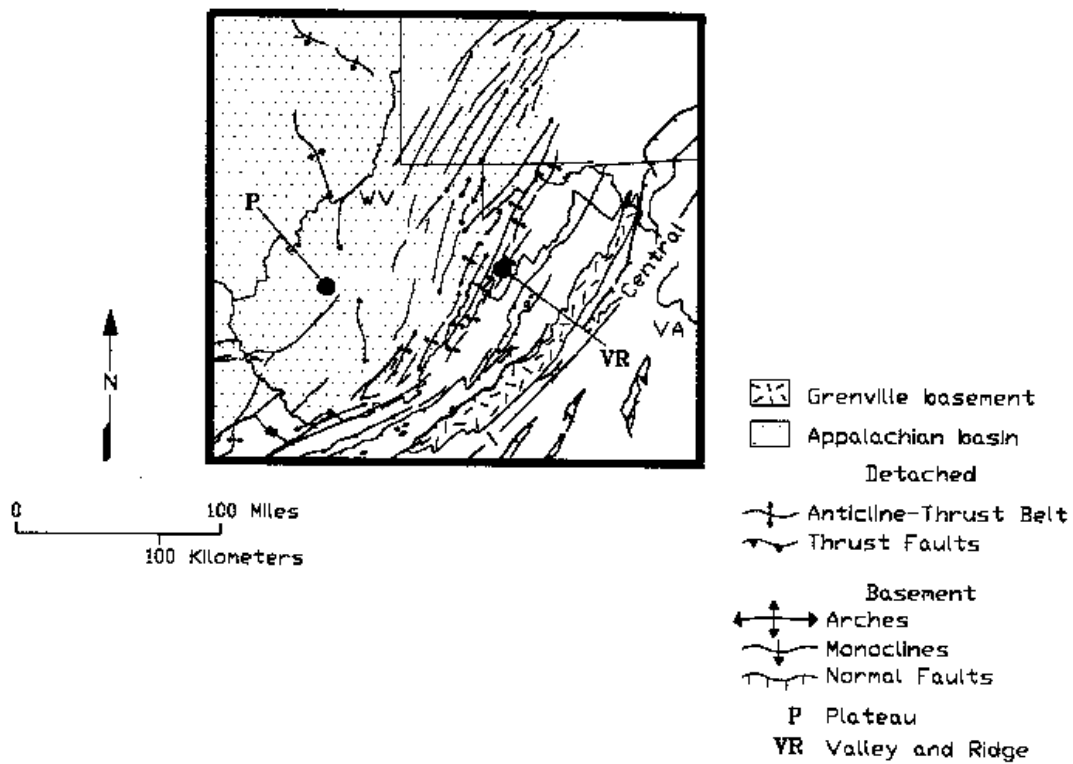 WV
P
Central
VA
VR
N
0 100 Miles
100 Kilometers
Grenville basement
Appalachian basin
Detached
Anticline-Thrust Belt
Thrust Faults
Basement
Arches
Monoclines
Normal Faults
P Plateau
VR Valley and Ridge